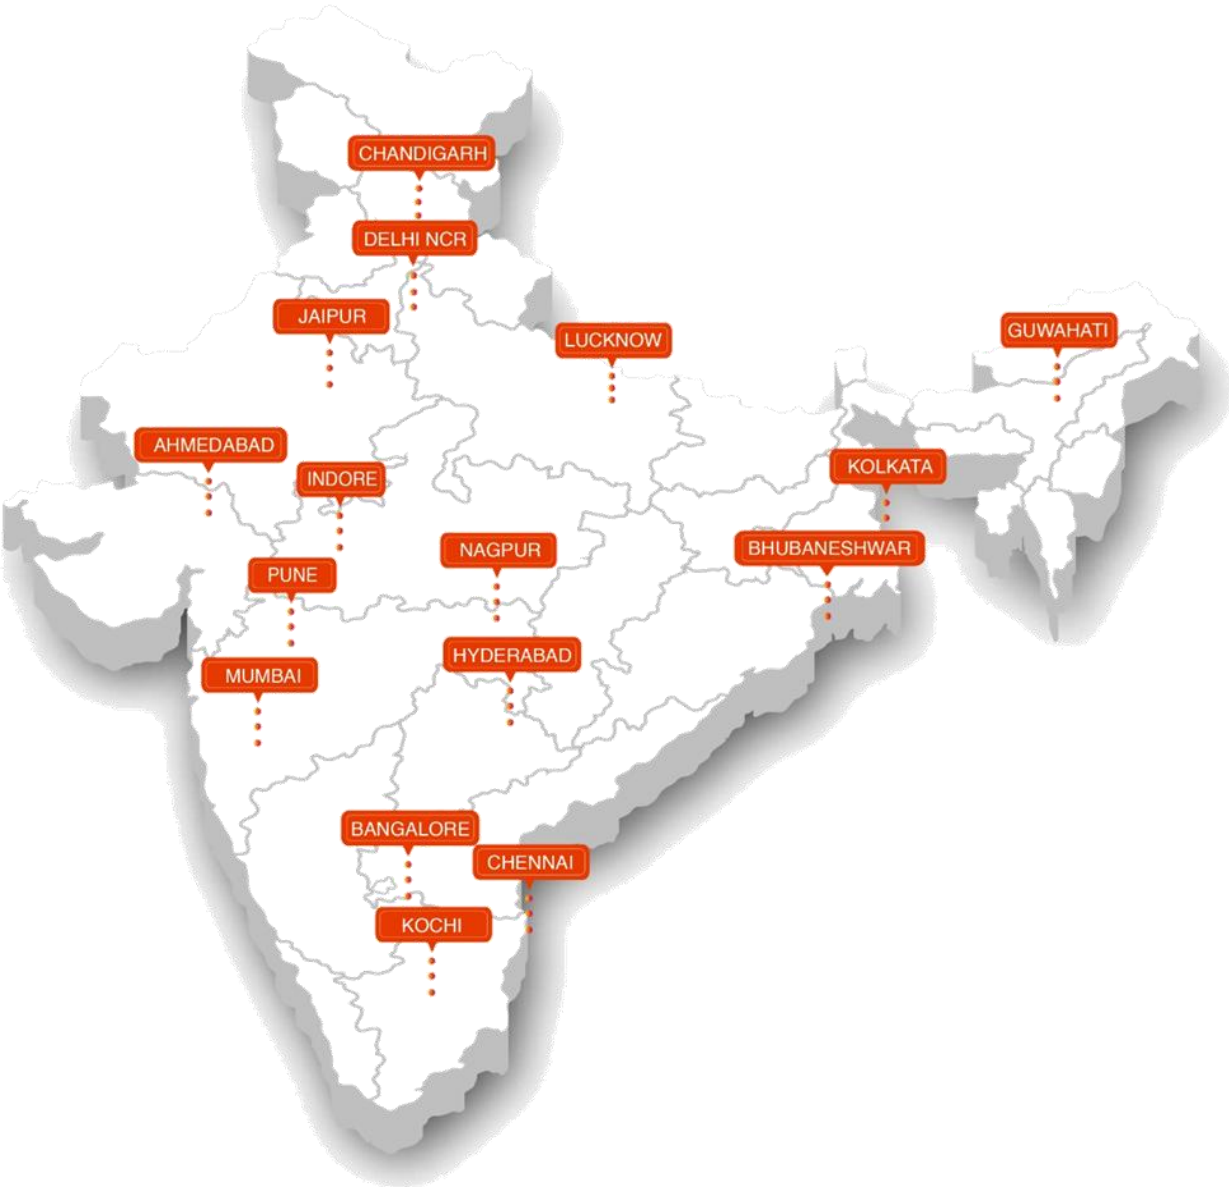 CHANDIGARH
DELHI NCR
JAIPUR
GUWAHATI
LUCKNOW
AHMEDABAD
KOLKATA
INDORE
BHUBANESHWAR
NAGPUR
PUNE
HYDERABAD
MUMBAI
BANGALORE
CHENNAI
KOCHI